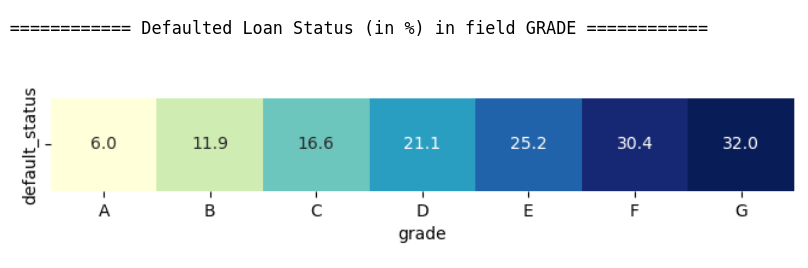 ============ Defaulted Loan Status (in %) in field GRADE ============
default_status
6.0 11.9 16.6 21.1 25.2 30.4 32.0
A B C D E F G
grade